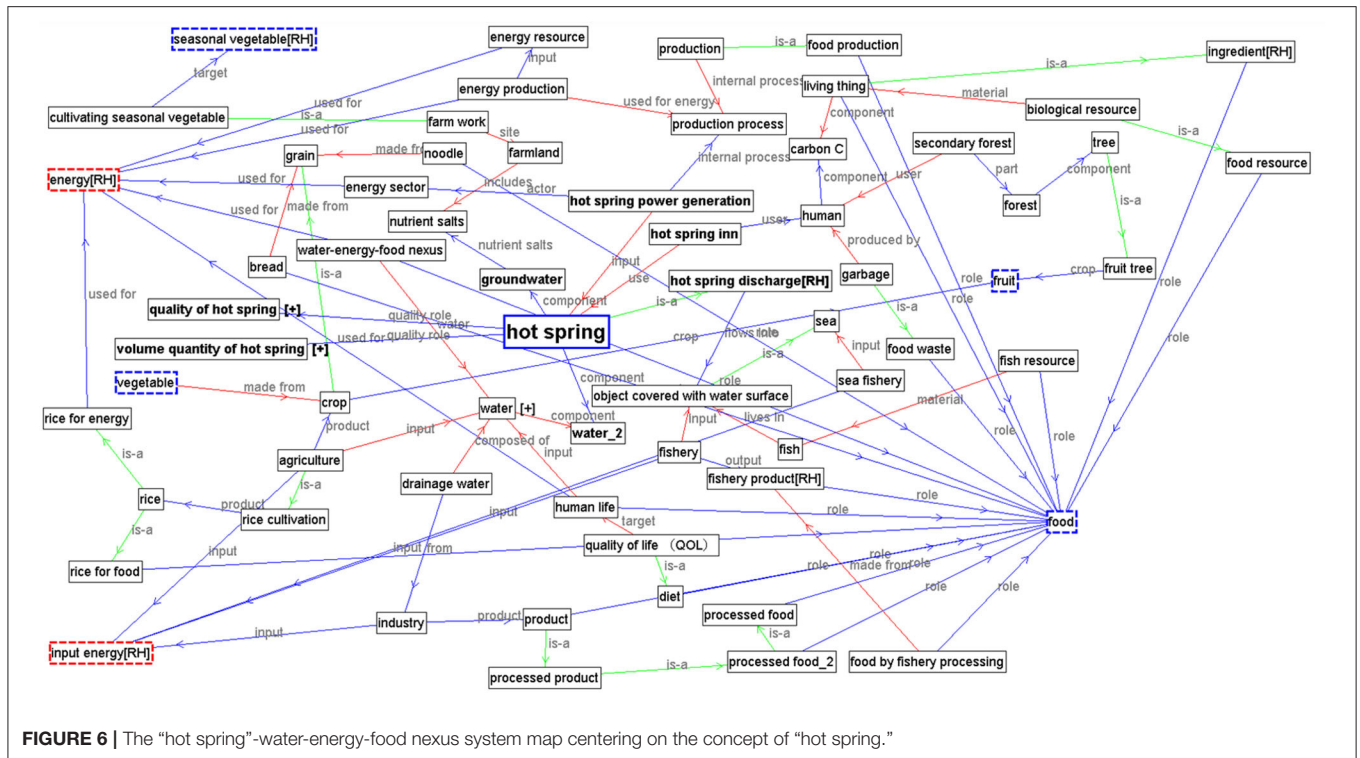 seasonal vegetable[RH]
energy resource
production
is-a
food production
ingredient[RH]
target
input
internal process
living thing
is-a
used for
energy production
material
biological resource
cultivating seasonal vegetable
is-a
used for
farm work
used for energy
production process
component
site
carbon C
secondary forest
tree
is-a
food resource
grain
made from
noodle
farmland
internal process
user
part
component
energy[RH]
used for
energy sector
includes
actor
hot spring power generation
component
forest
is-a
used for
made from
nutrient salts
hot spring inn
user
human
water-energy-food nexus
nutrient salts
produced by
bread
input
use
garbage
role
crop
fruit tree
is-a
groundwater
hot spring discharge[RH]
fruit
role
used for
quality of hot spring [+]
quality role
water
component
is-a
is-a
hot spring
sea
flows into
role
volume quantity of hot spring [+]
used for
quality role
crop
input
food waste
fish resource
is-a
vegetable
made from
component
role
sea fishery
role
crop
water [+]
object covered with water surface
material
rice for energy
product
input
component
water_2
input
lives in
role
composed of
input
fishery
fish
role
agriculture
is-a
is-a
drainage water
output
fishery product[RH]
rice
product
rice cultivation
human life
role
role
food
is-a
input
target
input
input from
quality of life （QOL）
rice for food
is-a
role
made from
role
role
diet
role
role
processed food
industry
product
product
input
is-a
input energy[RH]
is-a
processed product
is-a
processed food_2
food by fishery processing
FIGURE 6 | The “hot spring”-water-energy-food nexus system map centering on the concept of “hot spring.”